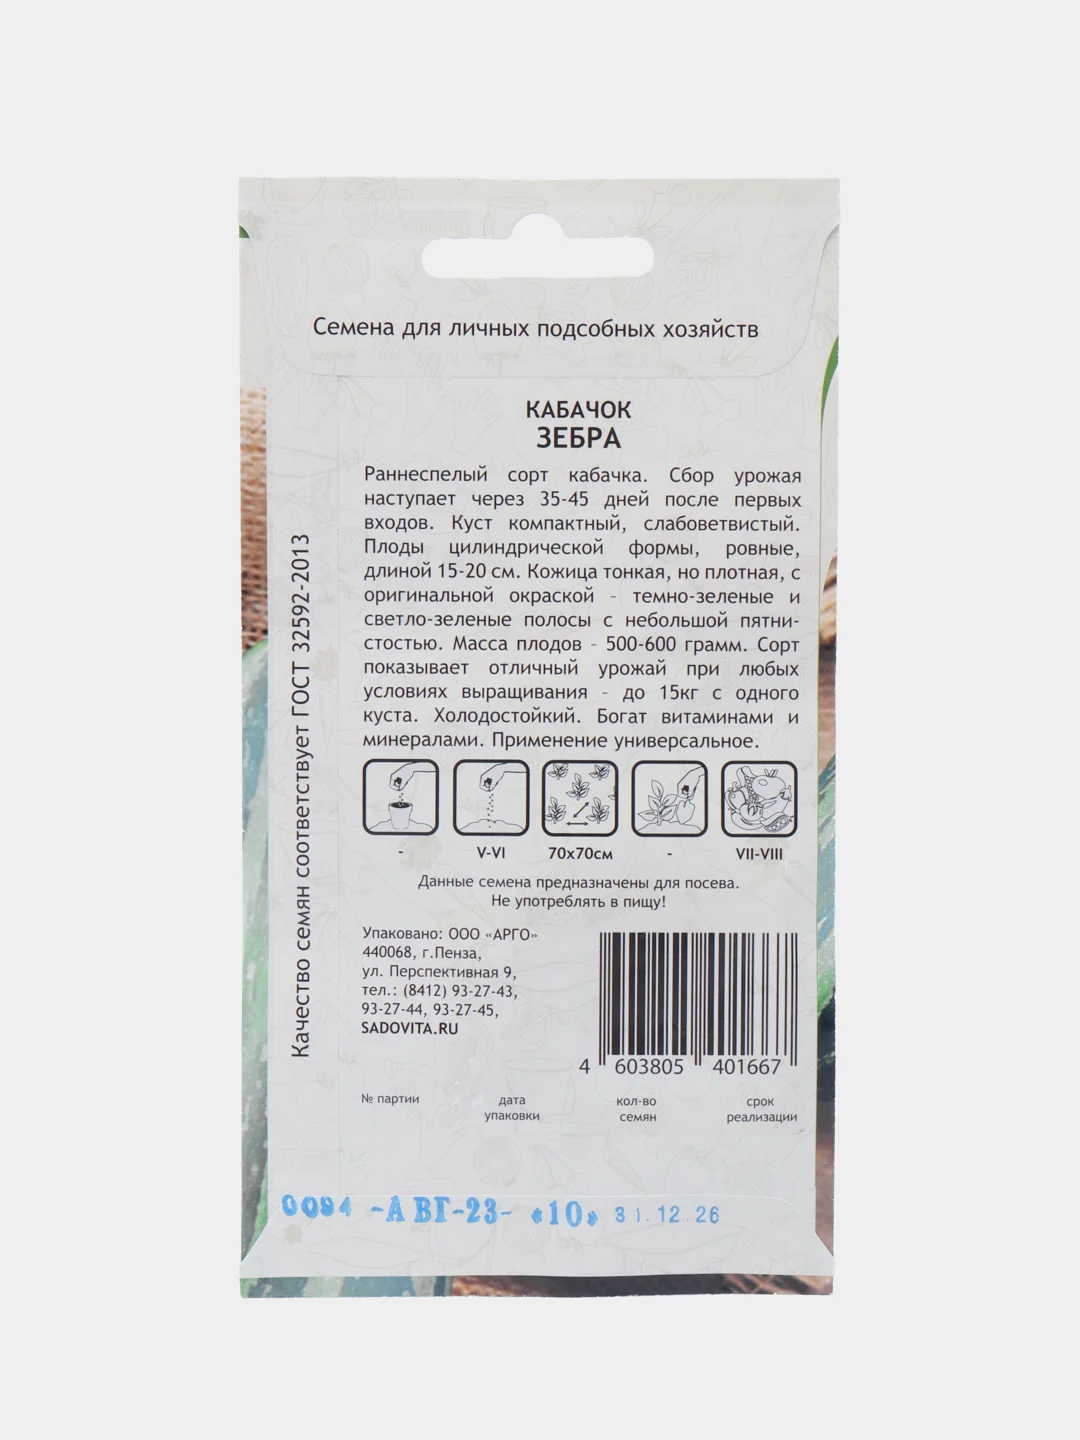 Семена для личных подсобных хозяйств
КАБАЧОК
ЗЕБРА
Раннеспелый сорт кабачка. Сбор урожая
наступает через 35-45 дней после первых
входов. Куст компактный, слабоветвистый.
Плоды цилиндрической формы, ровные,
длиной 15-20 см. Кожица тонкая, но плотная, с
оригинальной окраской - темно-зеленые и
светло-зеленые полосы с небольшой пятни-
стостью. Масса плодов - 500-600 грамм. Сорт
показывает отличный урожай при любых
условиях выращивания - до 15кг с одного
куста. Холодостойкий. Богат витаминами и
минералами. Применение универсальное.
- V-VI 70х70см - VII-VIII
Данные семена предназначены для посева.
Не употреблять в пищу!
Упаковано: ООО «АРГО»
440068, г.Пенза,
ул. Перспективная 9,
тел.: (8412) 93-27-43,
93-27-44, 93-27-45,
SADOVITA.RU
4 603805 401667
№ партии дата упаковки кол-во семян срок реализации
0094 -АВГ-23- «10» 31.12.26
Качество семян соответствует ГОСТ 32592-2013